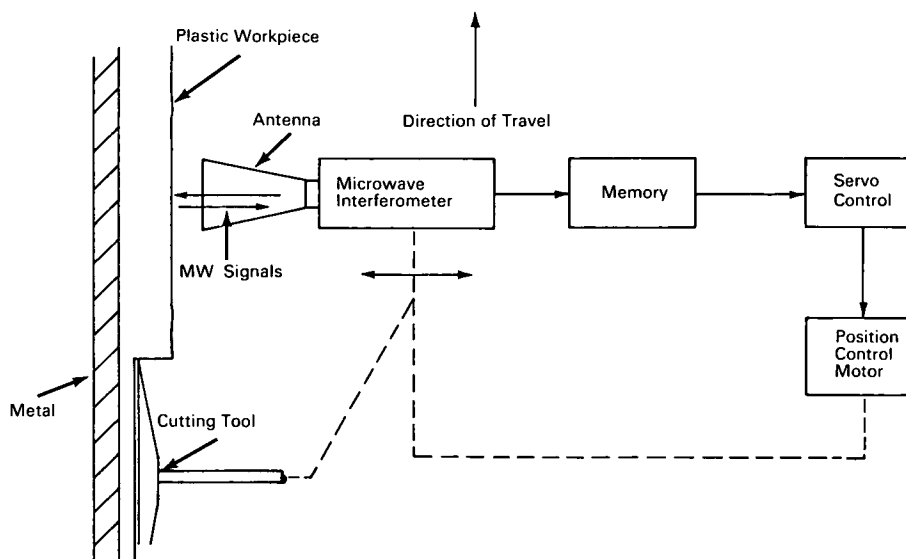 Plastic Workpiece
Antenna
Direction of Travel
Microwave
Interferometer
Memory
Servo
Control
MW Signals
Position
Control
Motor
Metal
Cutting Tool